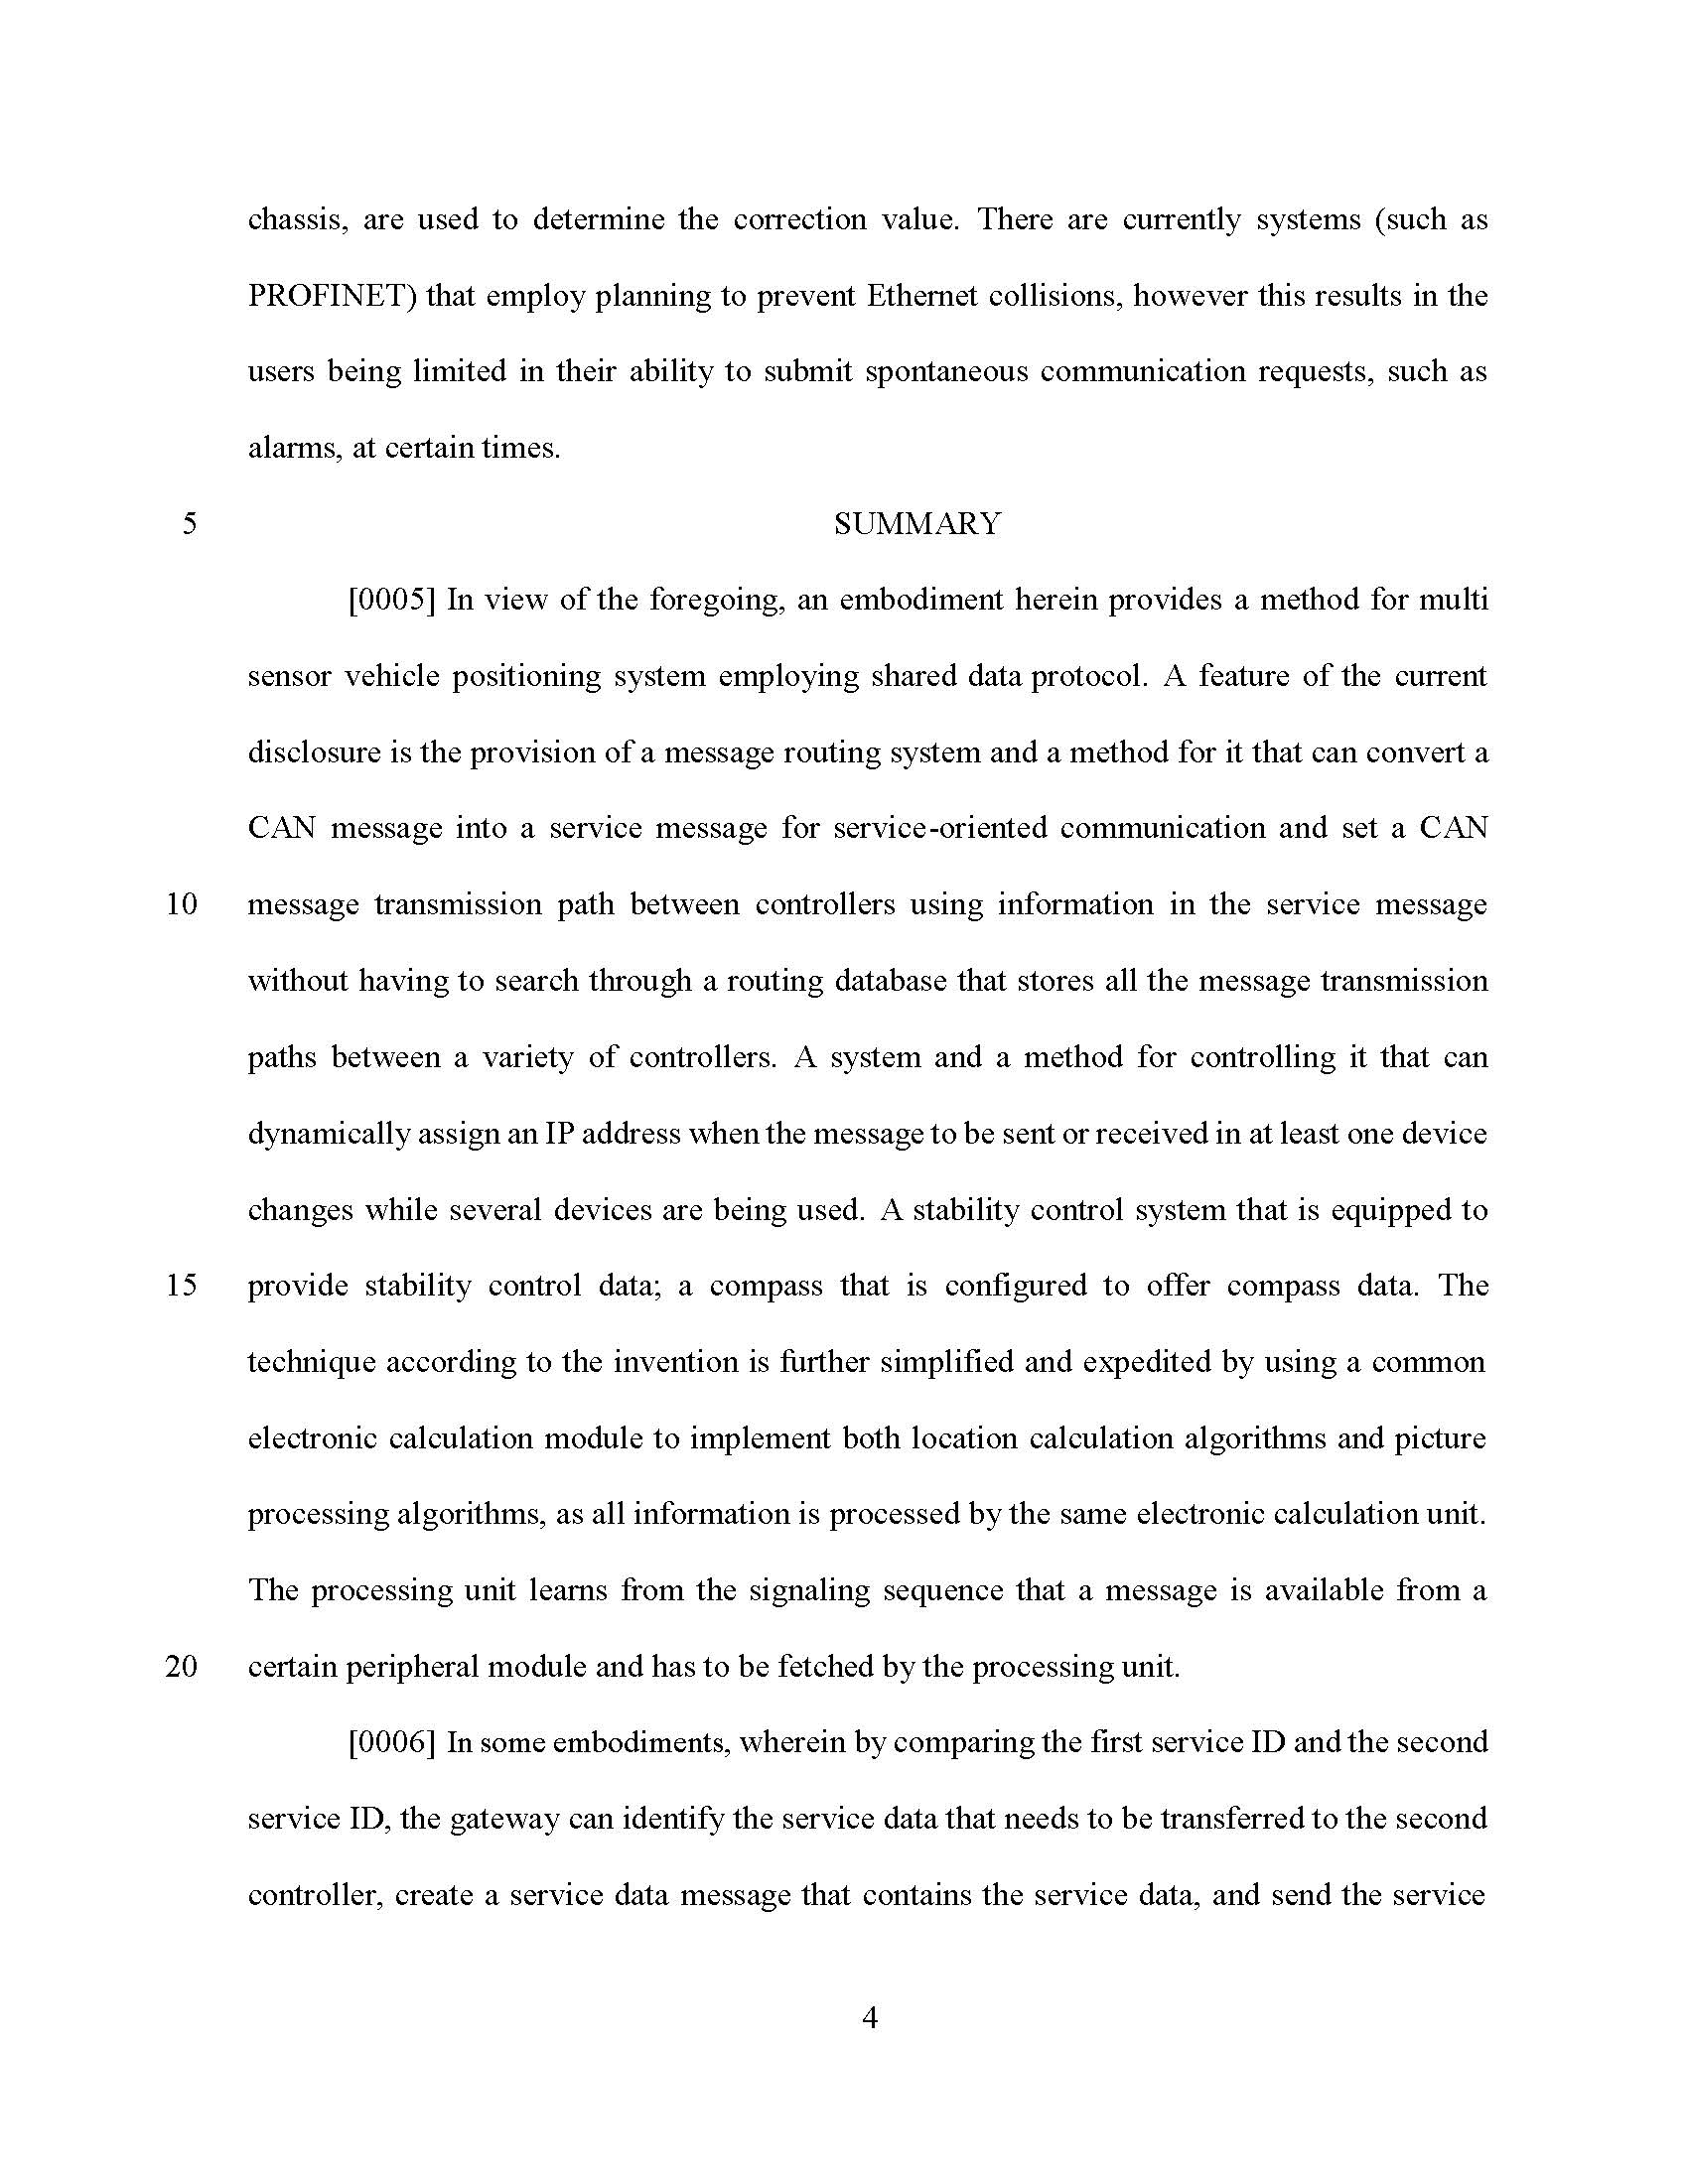 chassis, are used to determine the correction value. There are currently systems (such as
PROFINET) that employ planning to prevent Ethernet collisions, however this results in the
users being limited in their ability to submit spontaneous communication requests, such as
alarms, at certain times.
5 SUMMARY
[0005] In view of the foregoing, an embodiment herein provides a method for multi
sensor vehicle positioning system employing shared data protocol. A feature of the current
disclosure is the provision of a message routing system and a method for it that can convert a
CAN message into a service message for service-oriented communication and set a CAN
10 message transmission path between controllers using information in the service message
without having to search through a routing database that stores all the message transmission
paths between a variety of controllers. A system and a method for controlling it that can
dynamically assign an IP address when the message to be sent or received in at least one device
changes while several devices are being used. A stability control system that is equipped to
15 provide stability control data; a compass that is configured to offer compass data. The
technique according to the invention is further simplified and expedited by using a common
electronic calculation module to implement both location calculation algorithms and picture
processing algorithms, as all information is processed by the same electronic calculation unit.
The processing unit learns from the signaling sequence that a message is available from a
20 certain peripheral module and has to be fetched by the processing unit.
[0006] In some embodiments, wherein by comparing the first service ID and the second
service ID, the gateway can identify the service data that needs to be transferred to the second
controller, create a service data message that contains the service data, and send the service
4